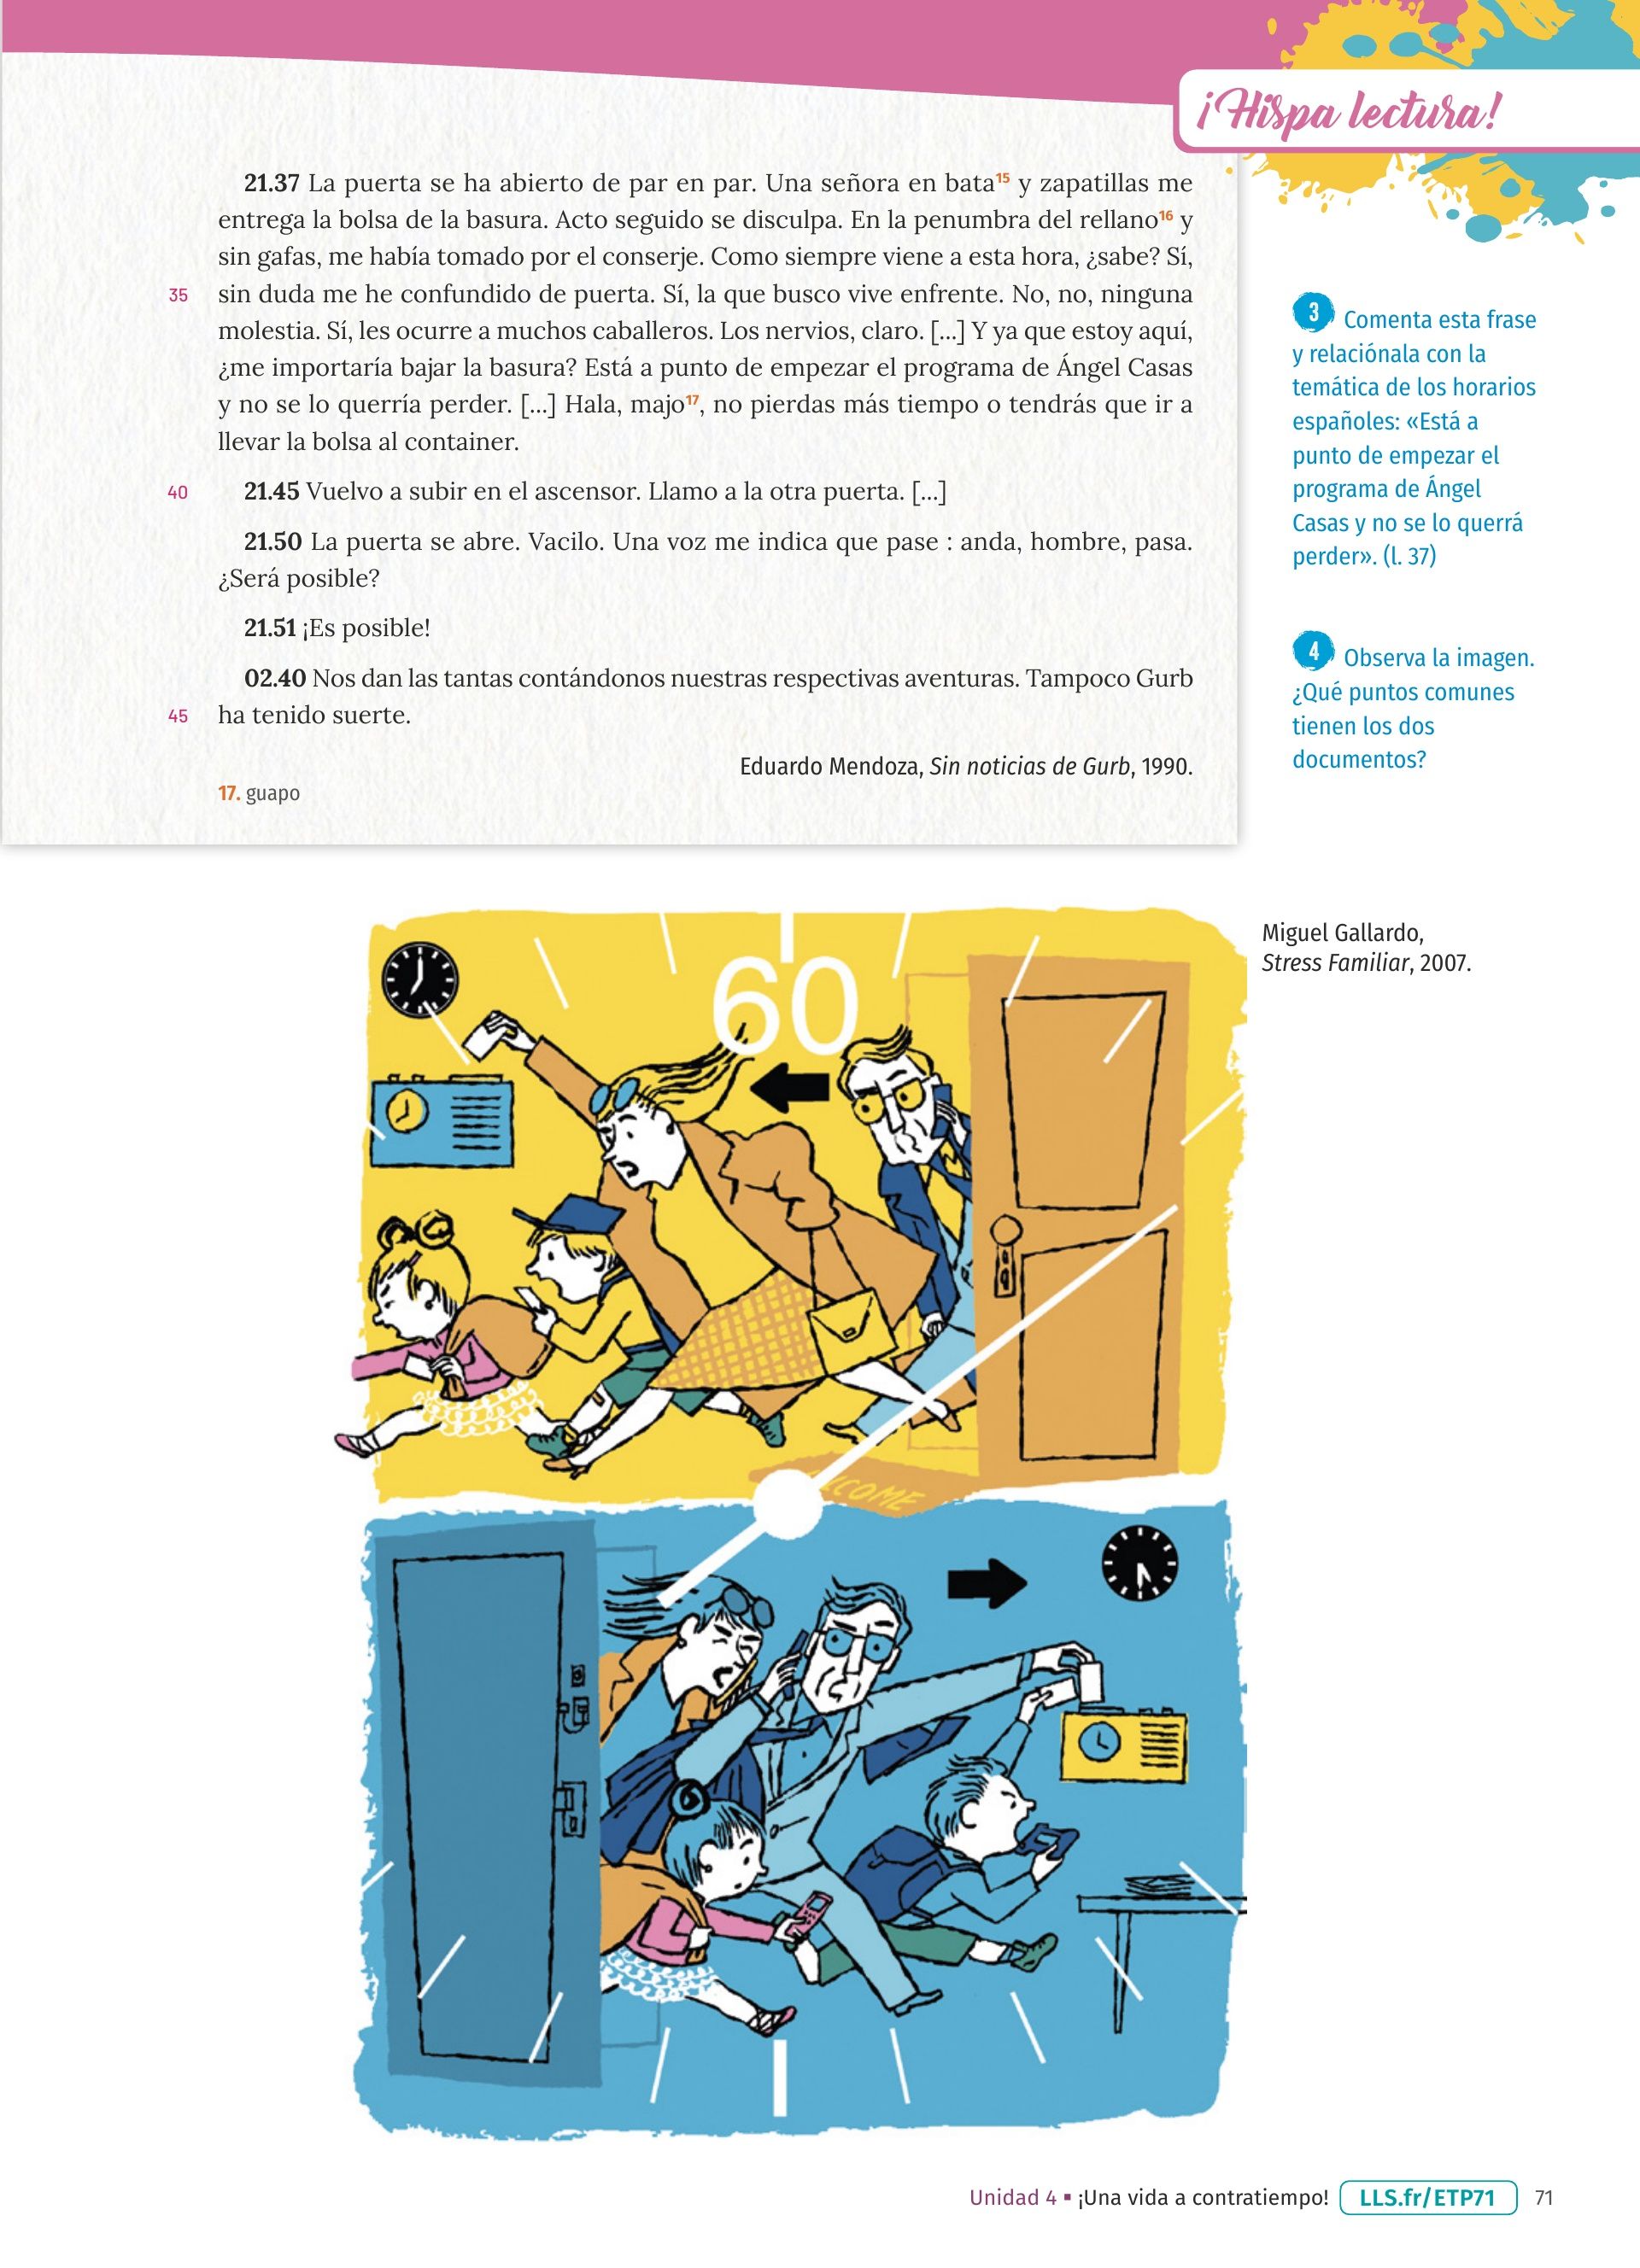 ¡Hispa lectura!
21.37 La puerta se ha abierto de par en par. Una señora en bata15 y zapatillas me
entrega la bolsa de la basura. Acto seguido se disculpa. En la penumbra del rellano16 y
sin gafas, me había tomado por el conserje. Como siempre viene a esta hora, ¿sabe? Sí,
35 sin duda me he confundido de puerta. Sí, la que busco vive enfrente. No, no, ninguna
molestia. Sí, les ocurre a muchos caballeros. Los nervios, claro. [...] Y ya que estoy aquí,
¿me importaría bajar la basura? Está a punto de empezar el programa de Ángel Casas
y no se lo querría perder. [...] Hala, majo17, no pierdas más tiempo o tendrás que ir a
llevar la bolsa al container.
40 21.45 Vuelvo a subir en el ascensor. Llamo a la otra puerta. [...]
21.50 La puerta se abre. Vacilo. Una voz me indica que pase : anda, hombre, pasa.
¿Será posible?
21.51 ¡Es posible!
02.40 Nos dan las tantas contándonos nuestras respectivas aventuras. Tampoco Gurb
45 ha tenido suerte.
Eduardo Mendoza, Sin noticias de Gurb, 1990.
17. guapo
3 Comenta esta frase
y relaciónala con la
temática de los horarios
españoles: «Está a
punto de empezar el
programa de Ángel
Casas y no se lo querrá
perder». (l. 37)
4 Observa la imagen.
¿Qué puntos comunes
tienen los dos
documentos?
Miguel Gallardo,
Stress Familiar, 2007.
60
LCOME
Unidad 4 ▪ ¡Una vida a contratiempo! LLS.fr/ETP71 71